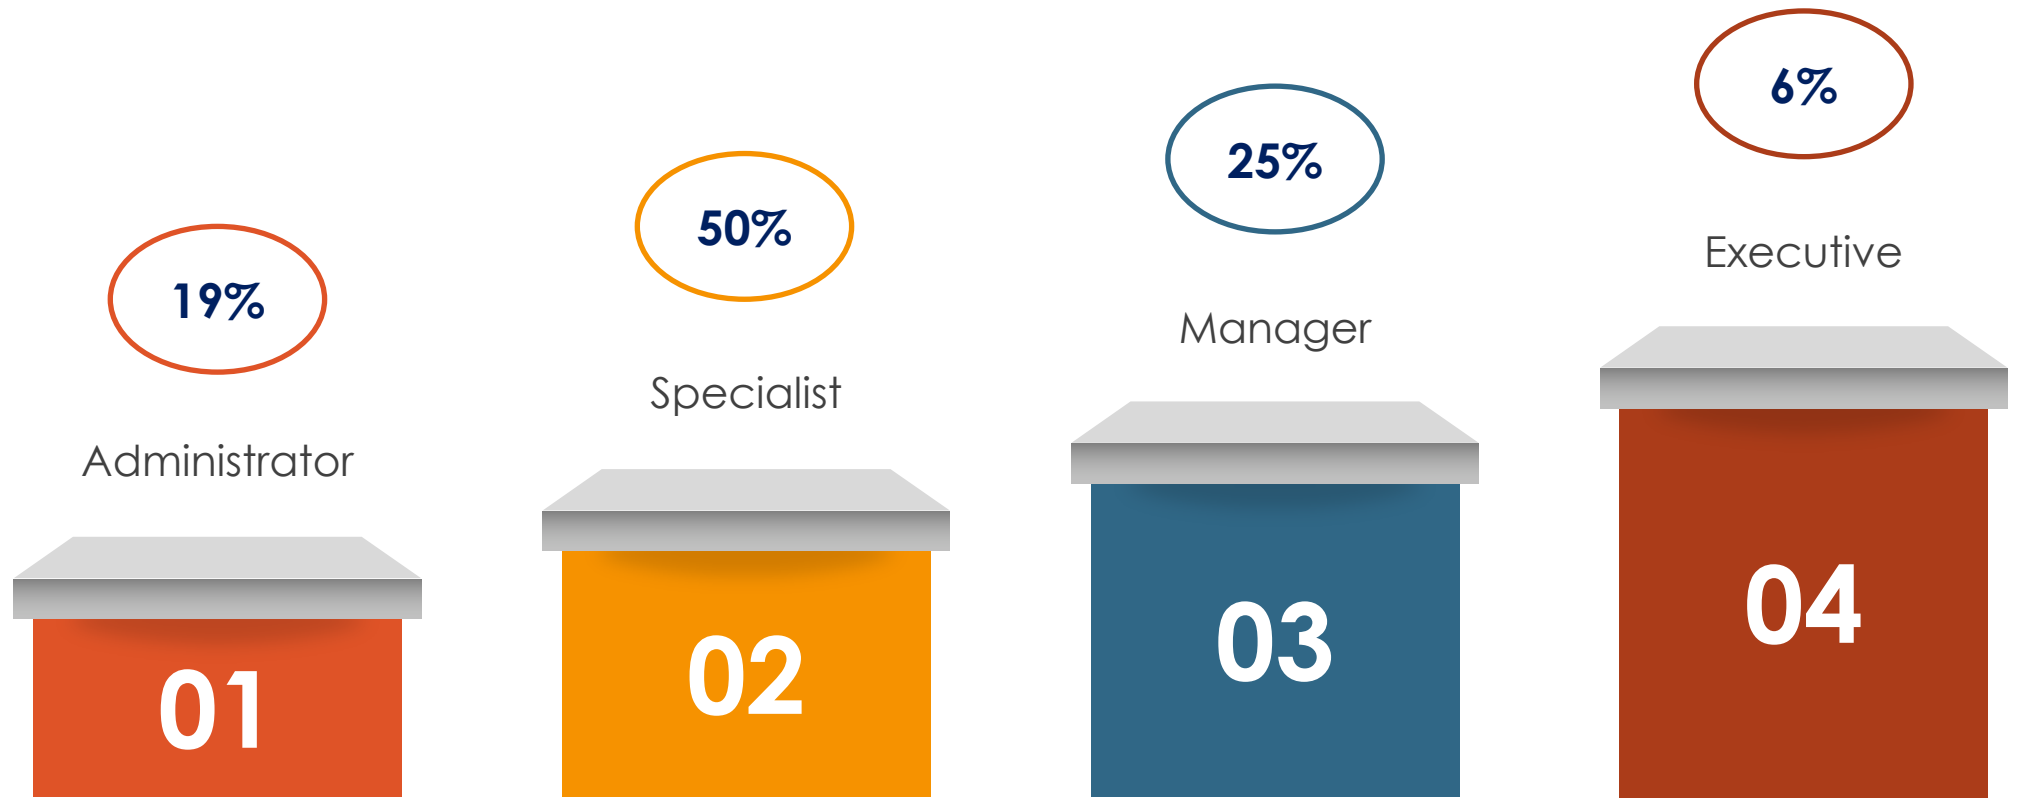 19%
Administrator
01
50%
Specialist
02
25%
Manager
03
6%
Executive
04